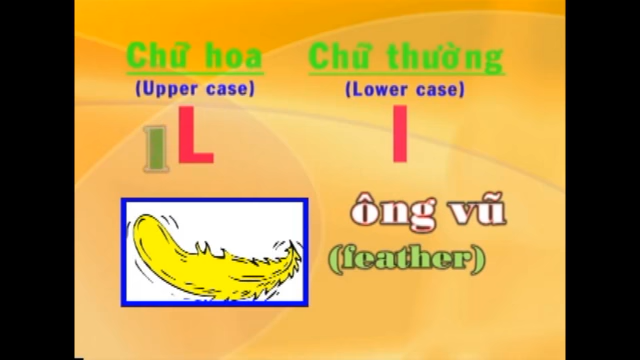 Chữ hoa Chữ thường
(Upper case) (Lower case)
l L l
ông vũ
(feather)